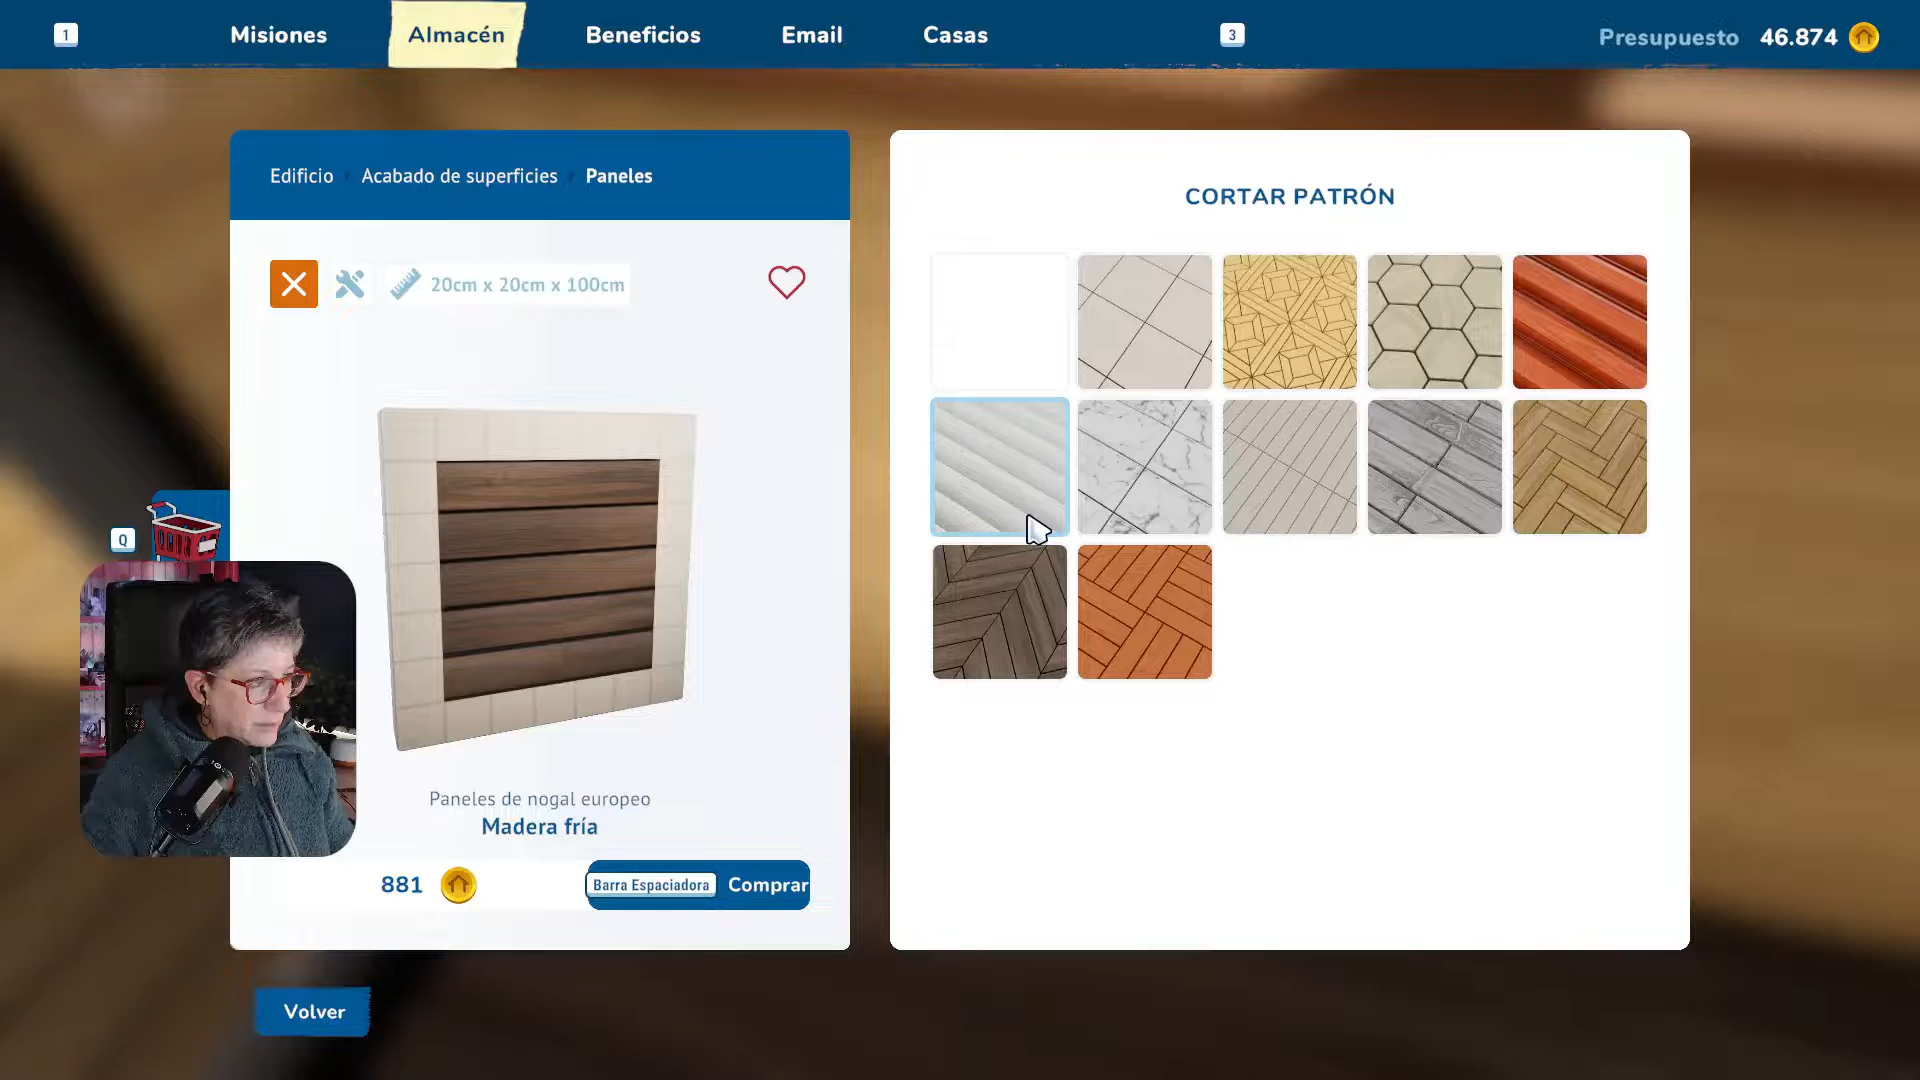 1
Misiones
Almacén
Beneficios
Email
Casas
3
Presupuesto 46.874
Edificio Acabado de superficies Paneles
20cm x 20cm x 100cm
CORTAR PATRÓN
Q
Paneles de nogal europeo
Madera fría
881
Barra Espaciadora Comprar
Volver